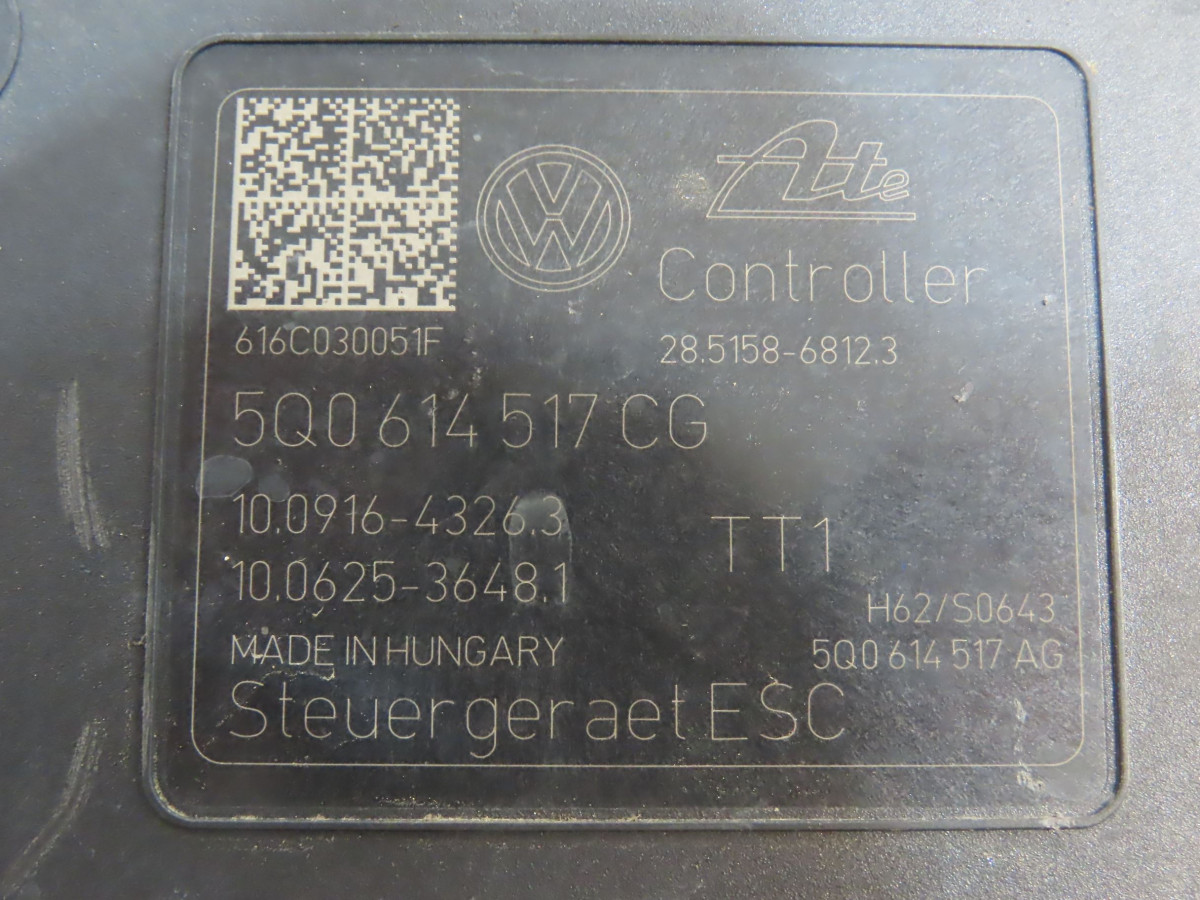 Ate
Controller
616C030051F
28.5158-6812.3
5Q0 614 517 CG
10.0916-4326.3
TT1
10.0625-3648.1
H62/S0643
MADE IN HUNGARY
5Q0 614 517 AG
Steuergeraet ESC